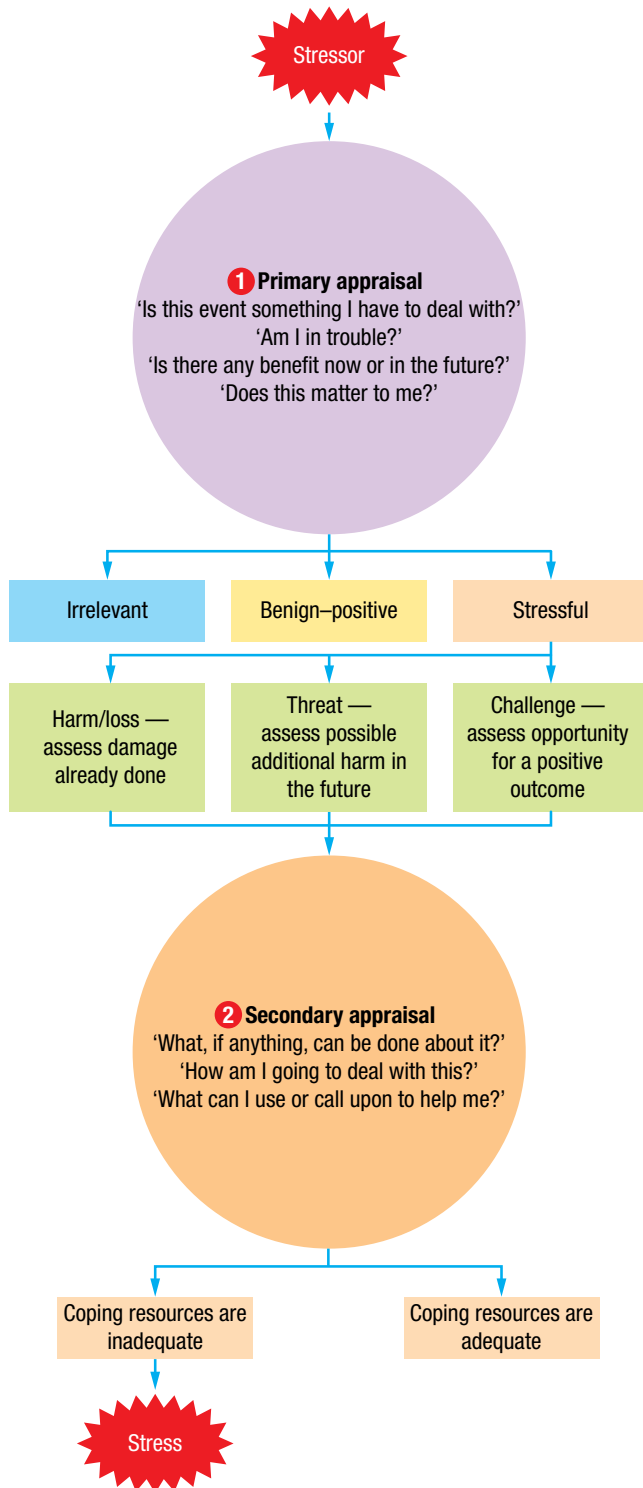 Stressor
1 Primary appraisal
‘Is this event something I have to deal with?’
‘Am I in trouble?’
‘Is there any benefit now or in the future?’
‘Does this matter to me?’
Irrelevant
Benign–positive
Stressful
Harm/loss —
assess damage
already done
Threat —
assess possible
additional harm in
the future
Challenge —
assess opportunity
for a positive
outcome
2 Secondary appraisal
‘What, if anything, can be done about it?’
‘How am I going to deal with this?’
‘What can I use or call upon to help me?’
Coping resources are
inadequate
Coping resources are
adequate
Stress